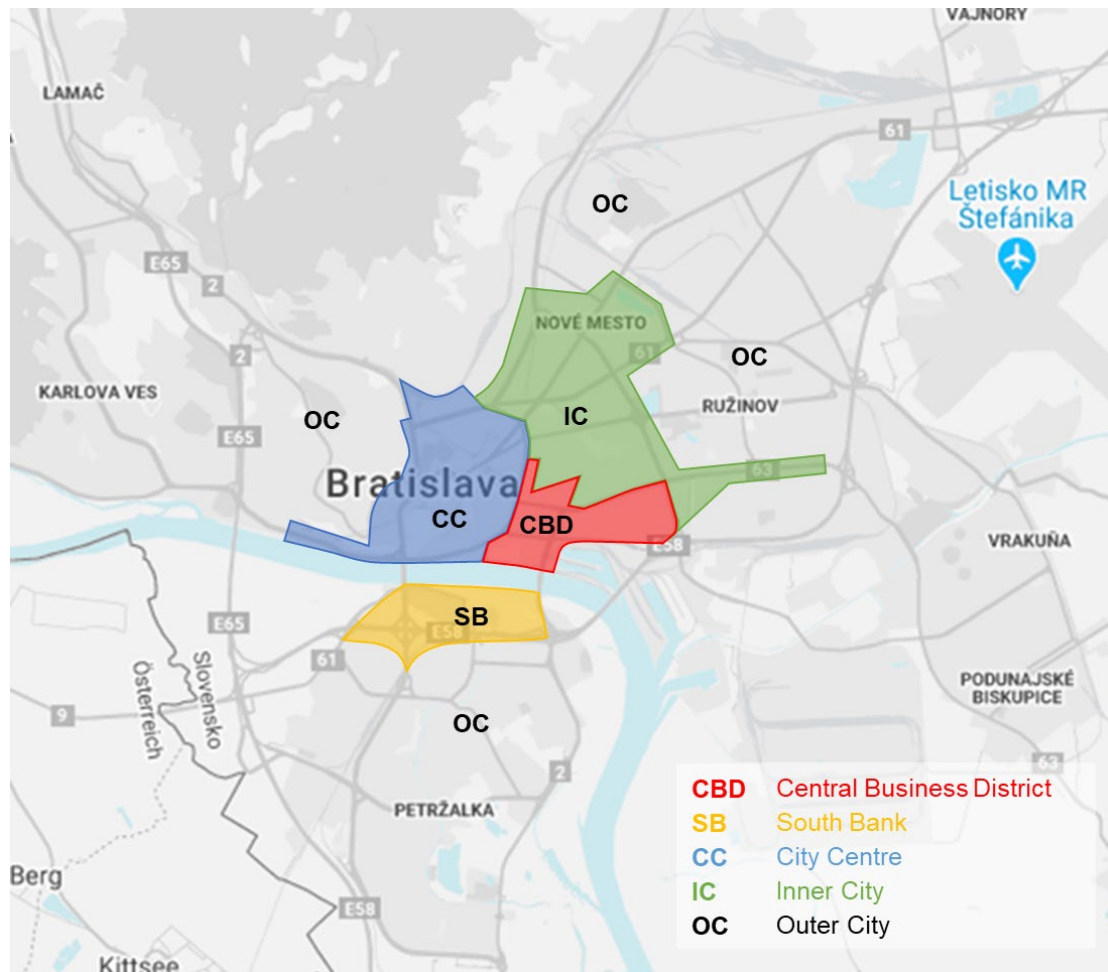 VAJNORY
LAMAČ
61
OC
Letisko MR
Štefánika
E65
2
NOVÉ MESTO
2
61
OC
KARLOVA VES
RUŽINOV
OC
IC
E65
63
Bratislava
CC
CBD
E58
VRAKUŇA
SB
E65
E58
61
Slovensko
Österreich
PODUNAJSKÉ
BISKUPICE
9
OC
63
2
CBD Central Business District
PETRŽALKA
SB South Bank
CC City Centre
Berg
IC Inner City
E58
OC Outer City
Kittsee